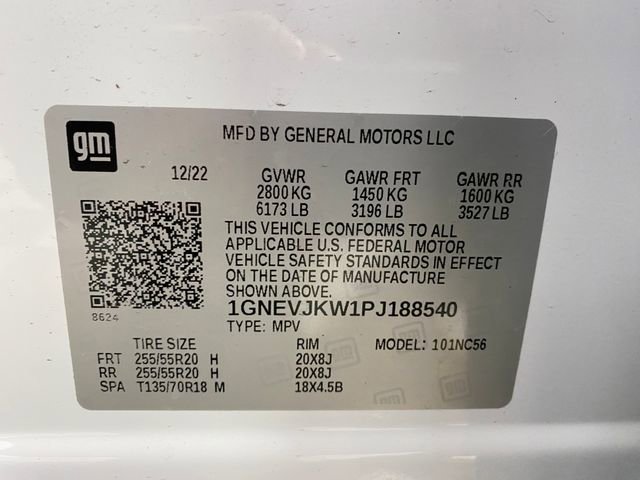 gm
MFD BY GENERAL MOTORS LLC
12/22 GVWR GAWR FRT GAWR RR
2800 KG 1450 KG 1600 KG
6173 LB 3196 LB 3527 LB
THIS VEHICLE CONFORMS TO ALL
APPLICABLE U.S. FEDERAL MOTOR
VEHICLE SAFETY STANDARDS IN EFFECT
ON THE DATE OF MANUFACTURE
SHOWN ABOVE.
1GNEVJKW1PJ188540
8624 TYPE: MPV
TIRE SIZE RIM MODEL: 101NC56
FRT 255/55R20 H 20X8J
RR 255/55R20 H 20X8J
SPA T135/70R18 M 18X4.5B